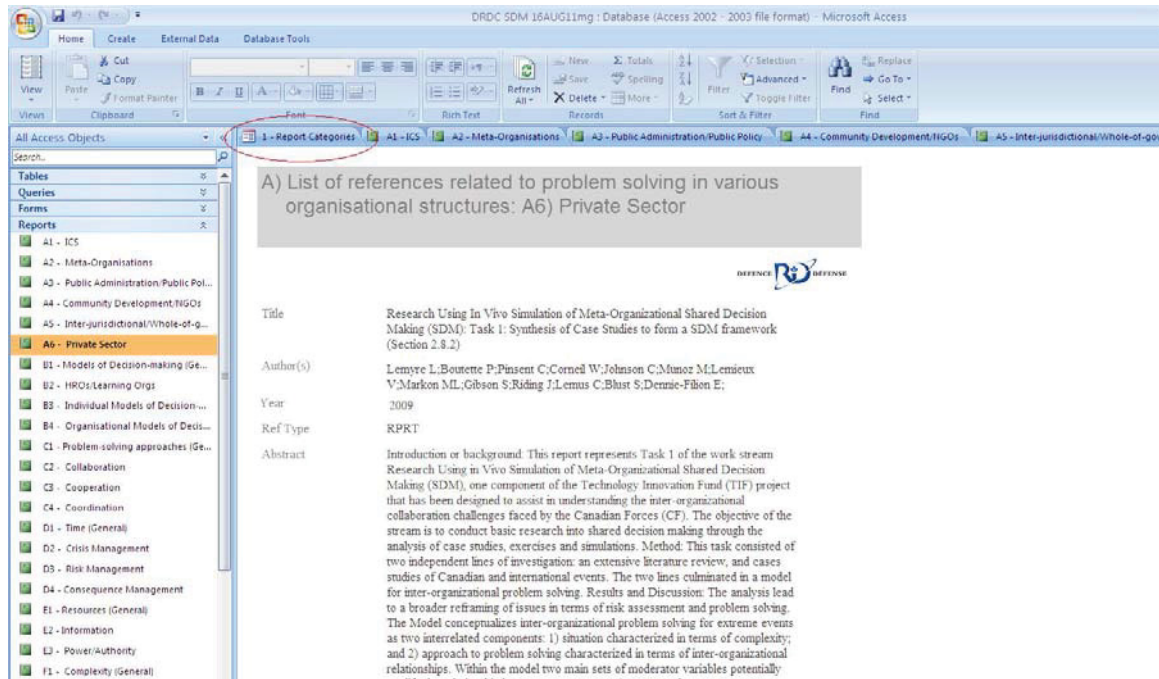 DRDC SDM 16AUG11mg : Database (Access 2002 - 2003 file format) - Microsoft Access
Home Create External Data Database Tools
View
Paste
Cut
Copy
Format Painter
B I U
Refresh All
New
Save
Delete
Totals
Spelling
More
Filter
Selection
Advanced
Toggle Filter
Find
Replace
Go To
Select
Views Clipboard Font Rich Text Records Sort & Filter Find
All Access Objects
Search...
1 - Report Categories A1 - ICS A2 - Meta-Organisations A3 - Public Administration/Public Policy A4 - Community Development/NGOs A5 - Inter-jurisdictional/Whole-of-gov
Tables
Queries
Forms
Reports
A1 - ICS
A2 - Meta-Organisations
A3 - Public Administration/Public Pol...
A4 - Community Development/NGOs
A5 - Inter-jurisdictional/Whole-of-g...
A6 - Private Sector
B1 - Models of Decision-making (Ge...
B2 - HROs/Learning Orgs
B3 - Individual Models of Decision-...
B4 - Organisational Models of Decis...
C1 - Problem-solving approaches (Ge...
C2 - Collaboration
C3 - Cooperation
C4 - Coordination
D1 - Time (General)
D2 - Crisis Management
D3 - Risk Management
D4 - Consequence Management
E1 - Resources (General)
E2 - Information
E3 - Power/Authority
F1 - Complexity (General)
A) List of references related to problem solving in various
organisational structures: A6) Private Sector
DEFENCE R&D DÉFENSE
Title Research Using In Vivo Simulation of Meta-Organizational Shared Decision
Making (SDM): Task 1: Synthesis of Case Studies to form a SDM framework
(Section 2.8.2)
Author(s) Lemyre L;Boutette P;Pinsent C;Corneil W;Johnson C;Munoz M;Lemieux
V;Markon ML;Gibson S;Riding J;Lemus C;Blust S;Dennie-Filion E;
Year 2009
Ref Type RPRT
Abstract Introduction or background: This report represents Task 1 of the work stream
Research Using in Vivo Simulation of Meta-Organizational Shared Decision
Making (SDM), one component of the Technology Innovation Fund (TIF) project
that has been designed to assist in understanding the inter-organizational
collaboration challenges faced by the Canadian Forces (CF). The objective of the
stream is to conduct basic research into shared decision making through the
analysis of case studies, exercises and simulations. Method: This task consisted of
two independent lines of investigation: an extensive literature review, and cases
studies of Canadian and international events. The two lines culminated in a model
for inter-organizational problem solving. Results and Discussion: The analysis lead
to a broader reframing of issues in terms of risk assessment and problem solving.
The Model conceptualizes inter-organizational problem solving for extreme events
as two interrelated components: 1) situation characterized in terms of complexity;
and 2) approach to problem solving characterized in terms of inter-organizational
relationships. Within the model two main sets of moderator variables potentially